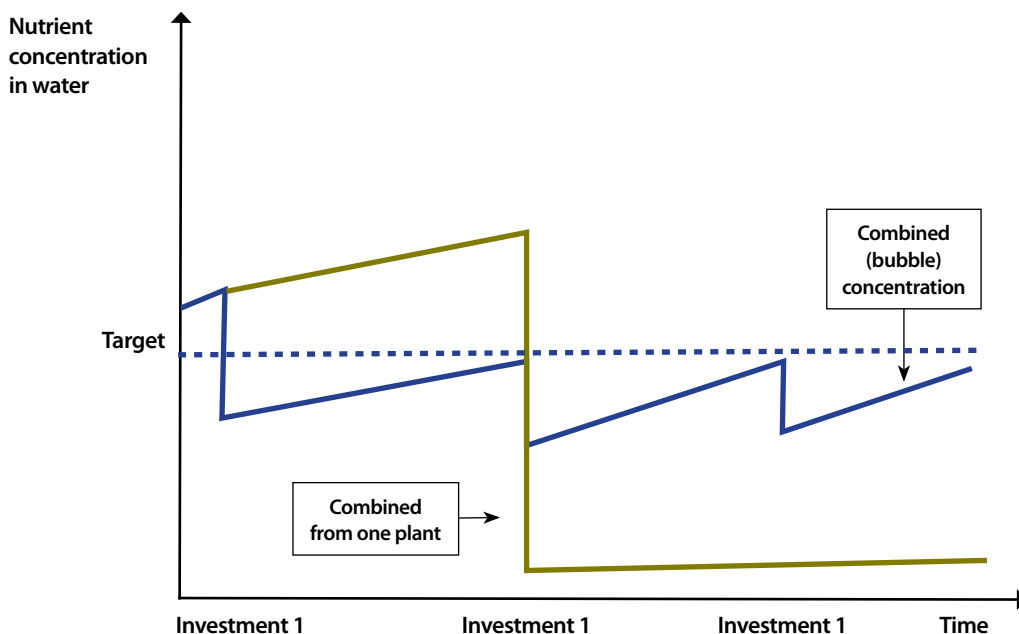 Nutrient
concentration
in water
Combined
(bubble)
concentration
Target
Combined
from one plant
Investment 1
Investment 1
Investment 1
Time